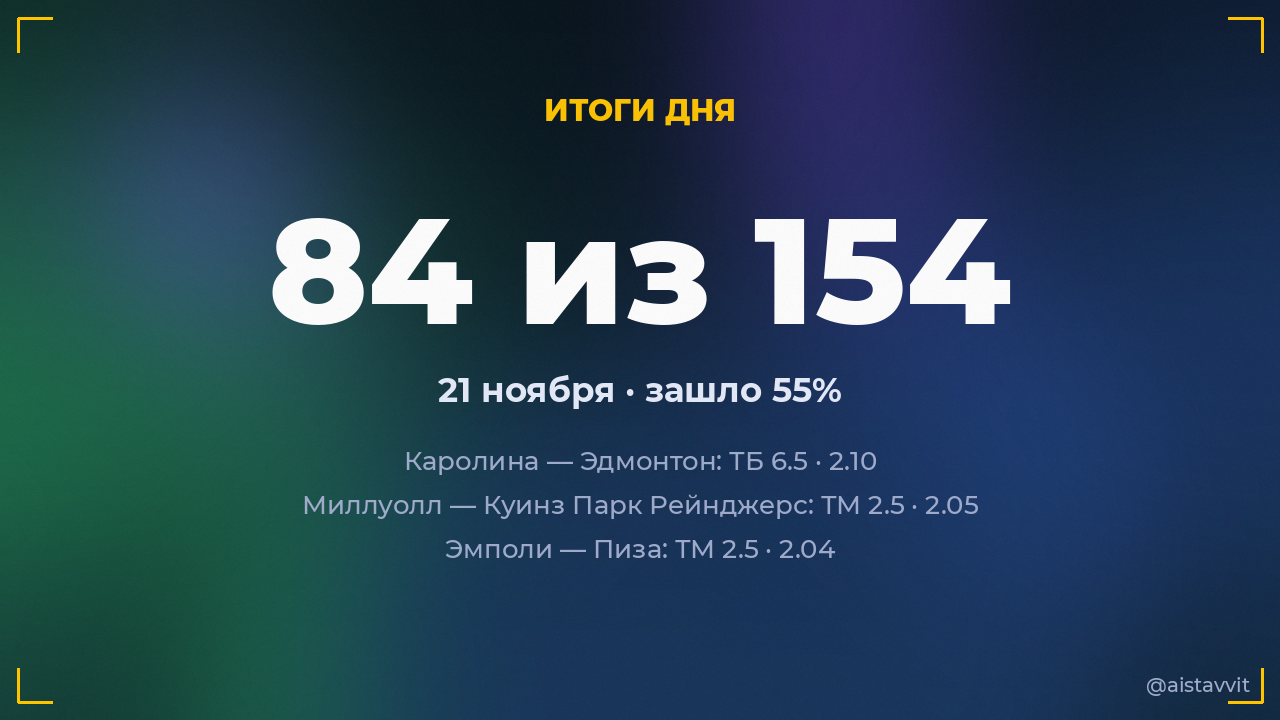 ИТОГИ ДНЯ
84 из 154
21 ноября · зашло 55%
Каролина — Эдмонтон: ТБ 6.5 · 2.10
Миллуолл — Куинз Парк Рейнджерс: ТМ 2.5 · 2.05
Эмполи — Пиза: ТМ 2.5 · 2.04
@aistavvit